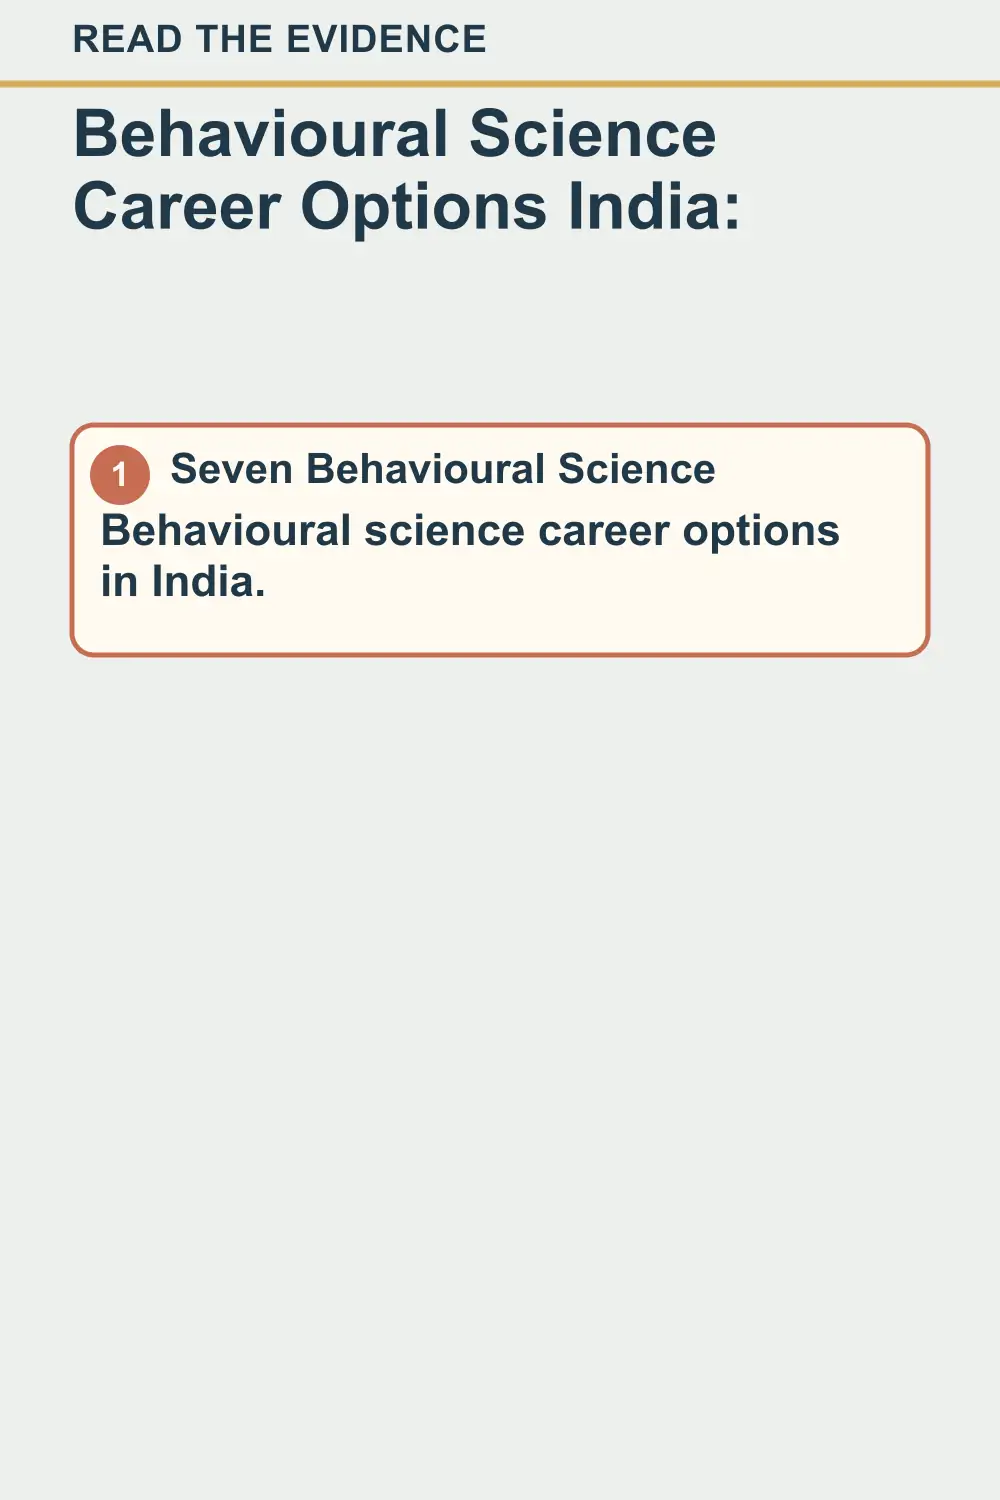 READ THE EVIDENCE
Behavioural Science
Career Options India:
1 Seven Behavioural Science
Behavioural science career options
in India.